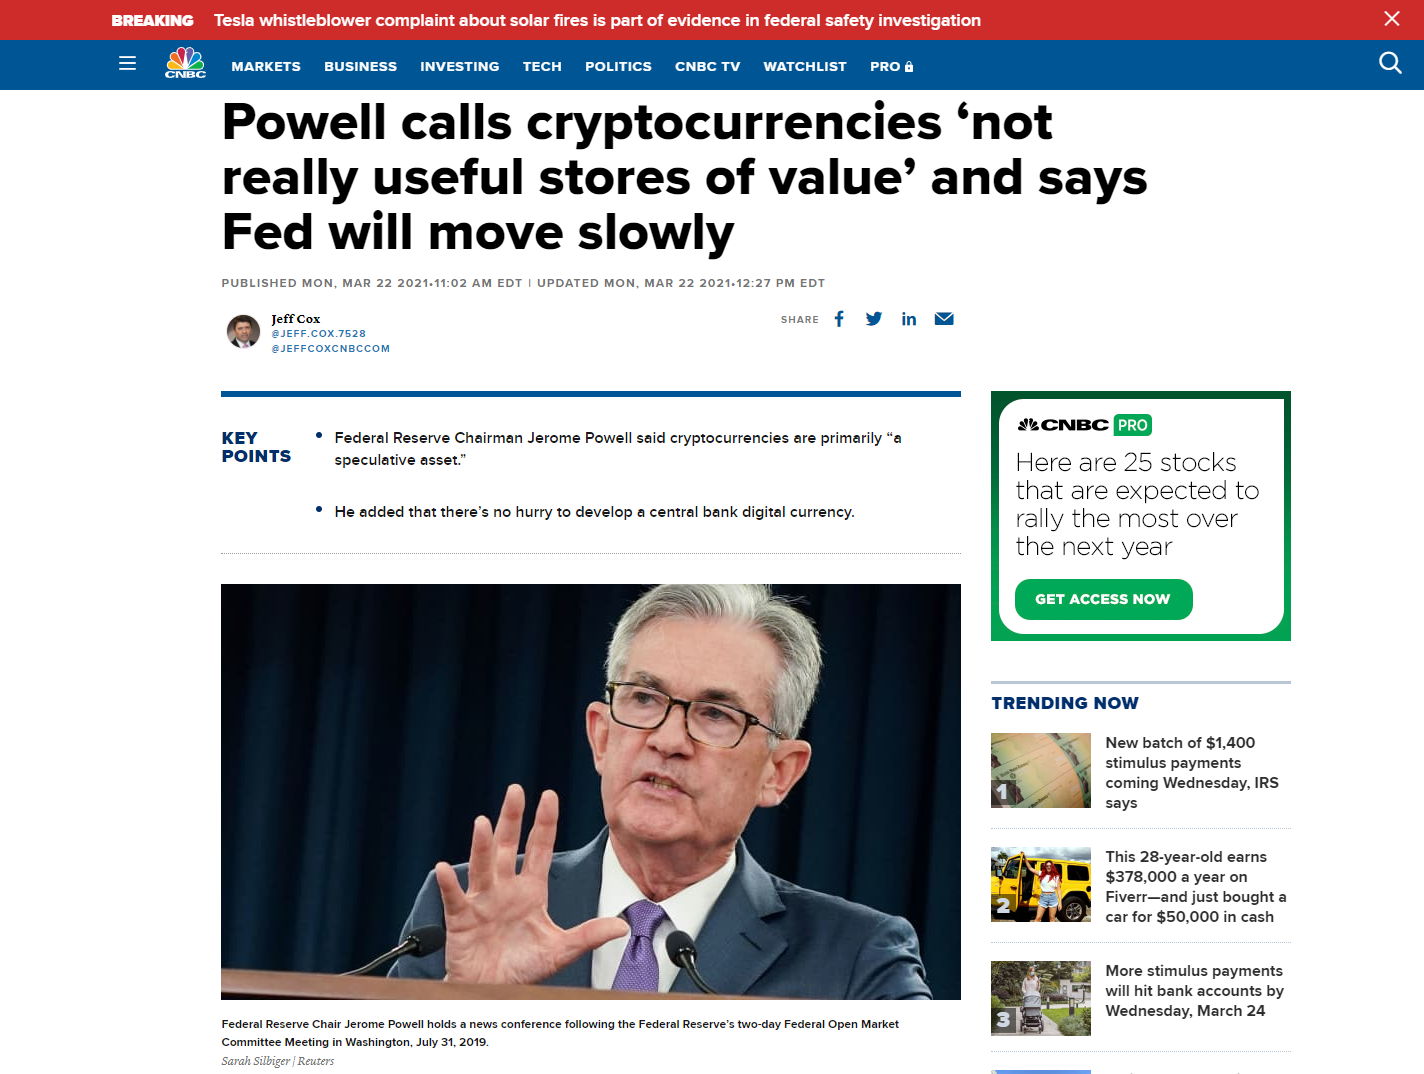 BREAKING Tesla whistleblower complaint about solar fires is part of evidence in federal safety investigation
CNBC
MARKETS BUSINESS INVESTING TECH POLITICS CNBC TV WATCHLIST PRO
Powell calls cryptocurrencies ‘not
really useful stores of value’ and says
Fed will move slowly
PUBLISHED MON, MAR 22 2021•11:02 AM EDT | UPDATED MON, MAR 22 2021•12:27 PM EDT
Jeff Cox
@JEFF.COX.7528
@JEFFCOXCNBCCOM
SHARE
KEY
POINTS
• Federal Reserve Chairman Jerome Powell said cryptocurrencies are primarily “a
speculative asset.”
• He added that there’s no hurry to develop a central bank digital currency.
Federal Reserve Chair Jerome Powell holds a news conference following the Federal Reserve’s two-day Federal Open Market
Committee Meeting in Washington, July 31, 2019.
Sarah Silbiger | Reuters
CNBC PRO
Here are 25 stocks
that are expected to
rally the most over
the next year
GET ACCESS NOW
TRENDING NOW
1
New batch of $1,400
stimulus payments
coming Wednesday, IRS
says
2
This 28-year-old earns
$378,000 a year on
Fiverr—and just bought a
car for $50,000 in cash
3
More stimulus payments
will hit bank accounts by
Wednesday, March 24